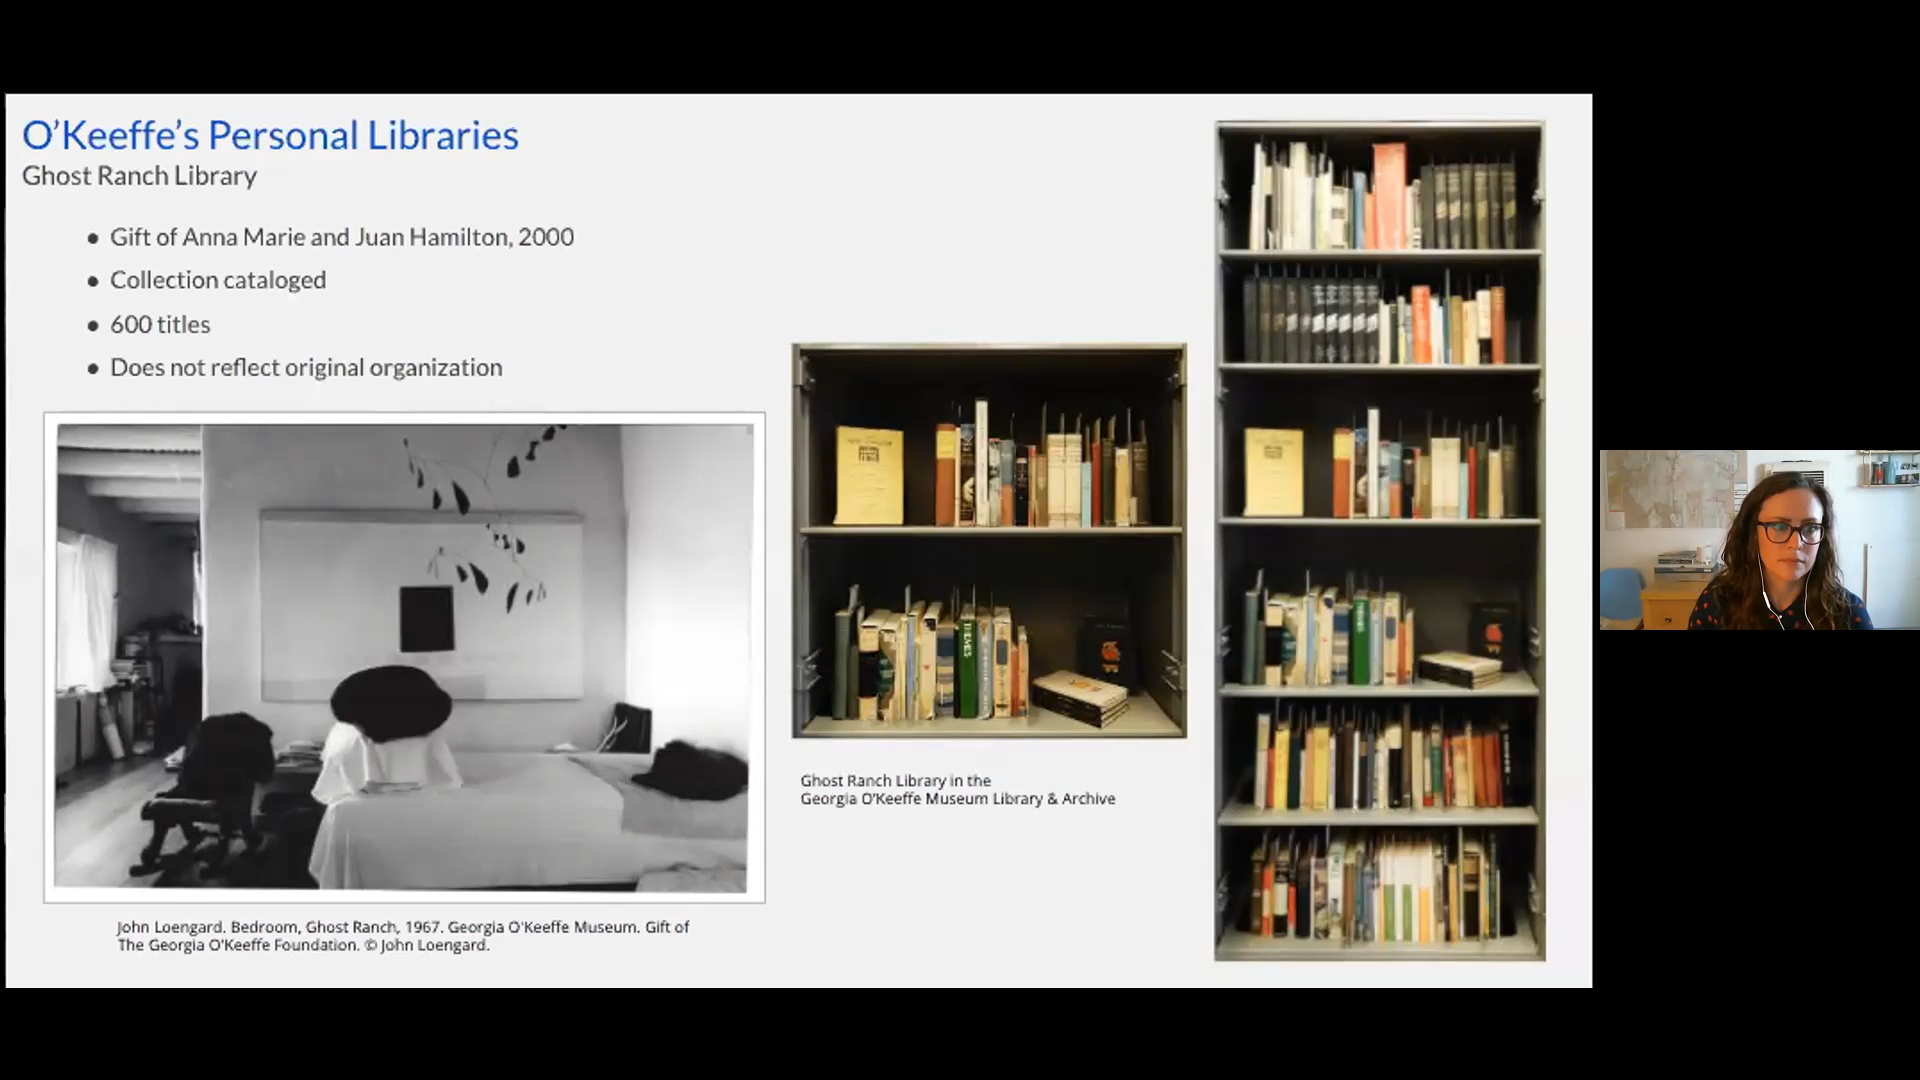 O'Keeffe's Personal Libraries
Ghost Ranch Library
● Gift of Anna Marie and Juan Hamilton, 2000
● Collection cataloged
● 600 titles
● Does not reflect original organization
John Loengard. Bedroom, Ghost Ranch, 1967. Georgia O'Keeffe Museum. Gift of
The Georgia O'Keeffe Foundation. © John Loengard.
Ghost Ranch Library in the
Georgia O'Keeffe Museum Library & Archive